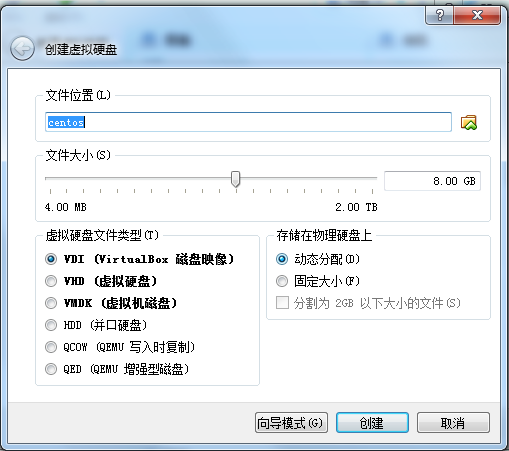 创建虚拟硬盘
文件位置(L)
centos
文件大小(S)
8.00 GB
4.00 MB
2.00 TB
虚拟硬盘文件类型(T)
VDI (VirtualBox 磁盘映像)
VHD (虚拟硬盘)
VMDK (虚拟机磁盘)
HDD (并口硬盘)
QCOW (QEMU 写入时复制)
QED (QEMU 增强型磁盘)
存储在物理硬盘上
动态分配(D)
固定大小(F)
分割为 2GB 以下大小的文件(S)
向导模式(G)
创建
取消